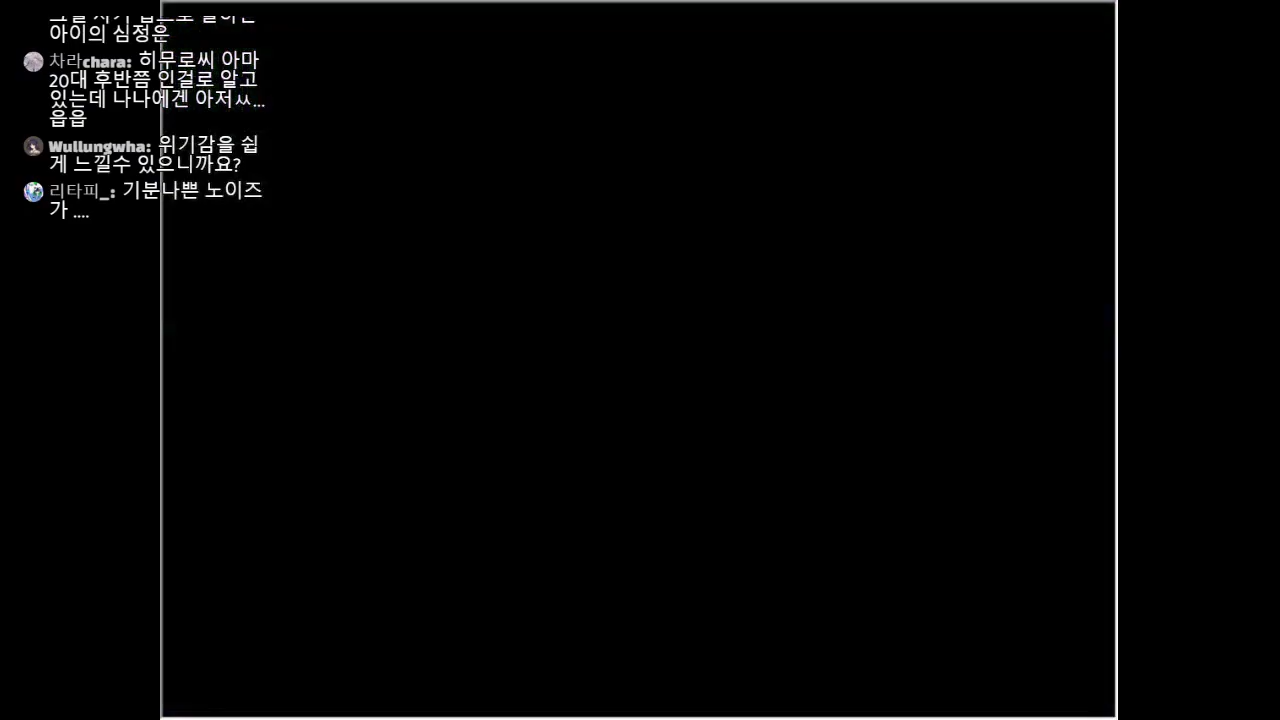 아이의 심정은
차라chara: 히무로씨 아마
20대 후반쯤 인걸로 알고
있는데 나나에겐 아저ㅆ...
읍읍
Wullungwha: 위기감을 쉽
게 느낄수 있으니까요?
리타피_: 기분나쁜 노이즈
가 ....